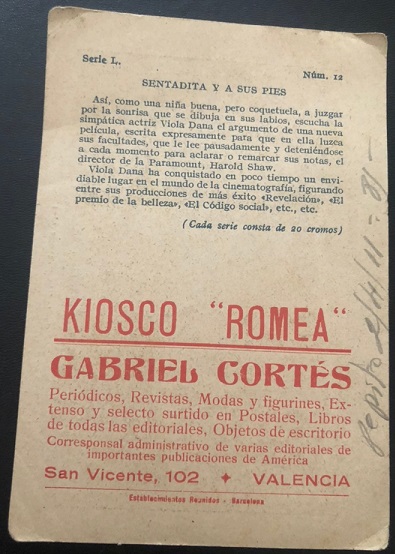 Serie L.
Núm. 12
SENTADITA Y A SUS PIES
Así, como una niña buena, pero coquetuela, a juzgar
por la sonrisa que se dibuja en sus labios, escucha la
simpática actriz Viola Dana el argumento de una nueva
película, escrita expresamente para que en ella luzca
sus facultades, que le lee pausadamente y deteniéndose
a cada momento para aclarar o remarcar sus notas, el
director de la Paramount, Harold Shaw.
Viola Dana ha conquistado en poco tiempo un envi-
diable lugar en el mundo de la cinematografía, figurando
entre sus producciones de más éxito «Revelación», «El
premio de la belleza», «El Código social», etc., etc.
(Cada serie consta de 20 cromos)
KIOSCO "ROMEA"
GABRIEL CORTÉS
Periódicos, Revistas, Modas y figurines, Ex-
tenso y selecto surtido en Postales, Libros
de todas las editoriales, Objetos de escritorio
Corresponsal administrativo de varias editoriales de
importantes publicaciones de América
San Vicente, 102 ✦ VALENCIA
Establecimientos Reunidos - Barcelona
Pepito